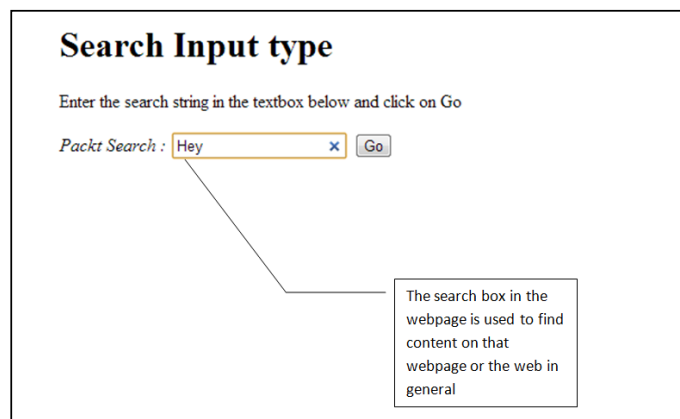 Search Input type
Enter the search string in the textbox below and click on Go
Packt Search : Hey × Go
The search box in the
webpage is used to find
content on that
webpage or the web in
general